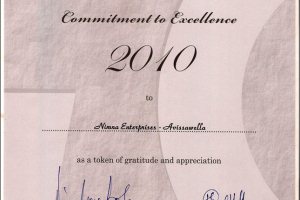 Commitment to Excellence
2010
to
Nimna Enterprises - Avissawella
as a token of gratitude and appreciation